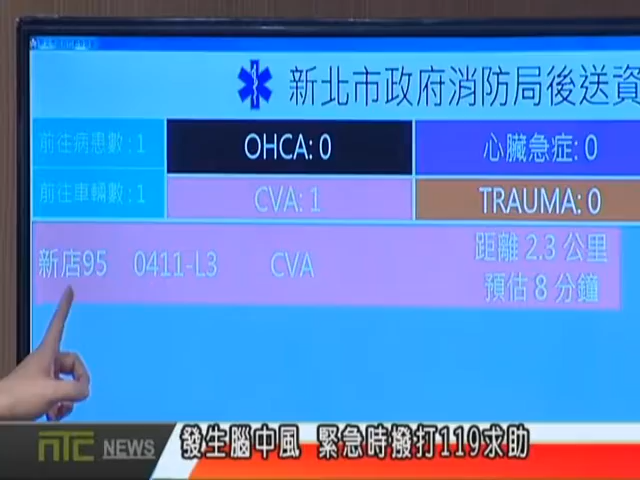 新北市政府消防局後送資
前往病患數:1 OHCA: 0 心臟急症: 0
前往車輛數:1 CVA: 1 TRAUMA: 0
新店95 0411-L3 CVA 距離 2.3 公里
預估 8 分鐘
NTC NEWS 發生腦中風 緊急時撥打119求助